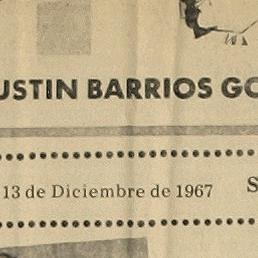 USTIN BARRIOS GO
13 de Diciembre de 1967
S